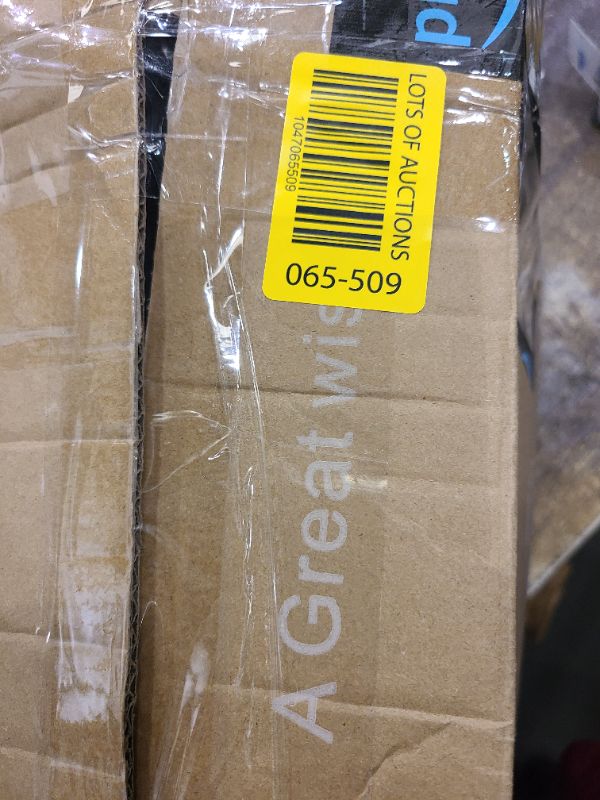 LOTS OF AUCTIONS
1047065509
065-509
A Great wis